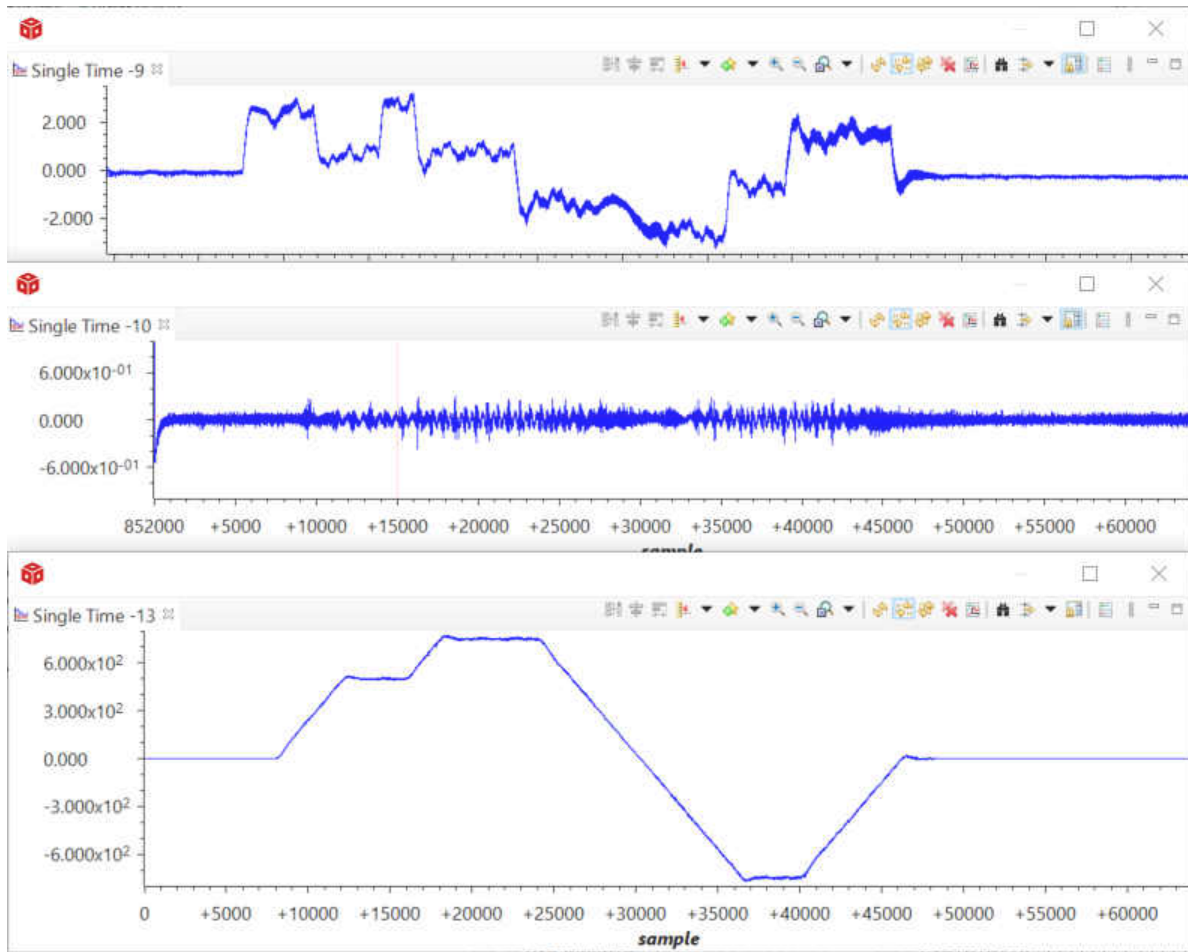 Single Time -9
2.000
0.000
-2.000
Single Time -10
6.000x10-01
0.000
-6.000x10-01
852000 +5000 +10000 +15000 +20000 +25000 +30000 +35000 +40000 +45000 +50000 +55000 +60000
sample
Single Time -13
6.000x10²
3.000x10²
0.000
-3.000x10²
-6.000x10²
0 +5000 +10000 +15000 +20000 +25000 +30000 +35000 +40000 +45000 +50000 +55000 +60000
sample